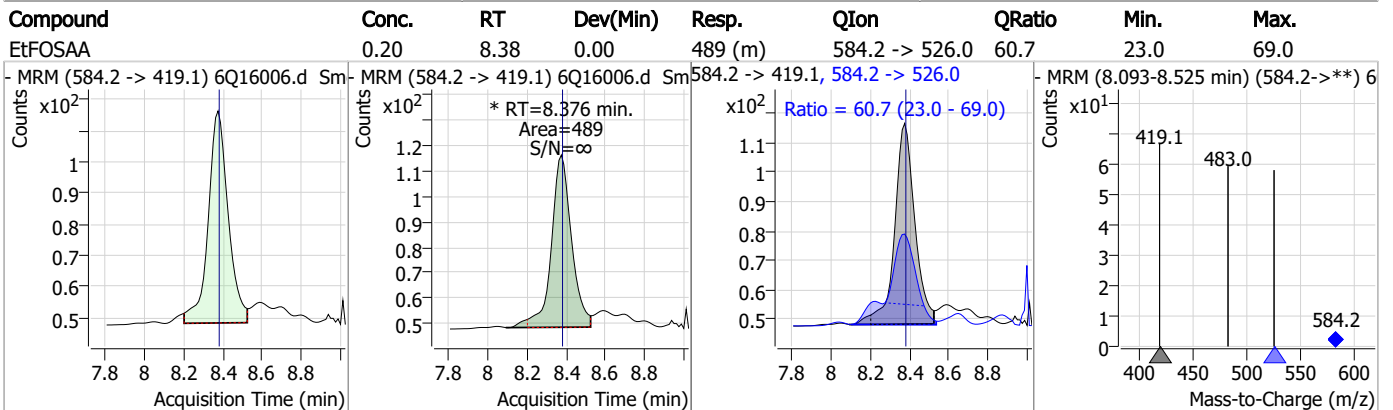 Compound Conc. RT Dev(Min) Resp. QIon QRatio Min. Max.
EtFOSAA 0.20 8.38 0.00 489 (m) 584.2 -> 526.0 60.7 23.0 69.0
- MRM (584.2 -> 419.1) 6Q16006.d Sm
Counts
x10²
1
0.9
0.8
0.7
0.6
0.5
7.8 8 8.2 8.4 8.6 8.8
Acquisition Time (min)
- MRM (584.2 -> 419.1) 6Q16006.d Sm
Counts
x10²
* RT=8.376 min.
Area=489
S/N=∞
1.2
1.1
1
0.9
0.8
0.7
0.6
0.5
7.8 8 8.2 8.4 8.6 8.8
Acquisition Time (min)
584.2 -> 419.1, 584.2 -> 526.0
x10²
Ratio = 60.7 (23.0 - 69.0)
1.1
1
0.9
0.8
0.7
0.6
0.5
7.8 8 8.2 8.4 8.6 8.8
Acquisition Time (min)
- MRM (8.093-8.525 min) (584.2->**) 6
Counts
x10¹
419.1
483.0
584.2
6
5
4
3
2
1
0
400 450 500 550 600
Mass-to-Charge (m/z)